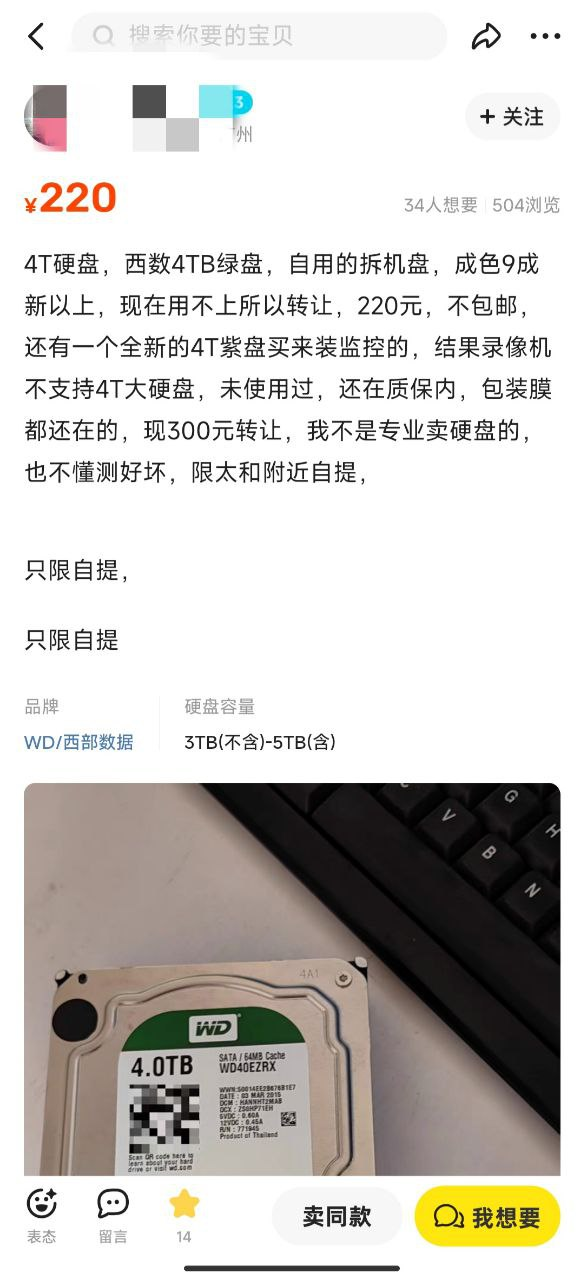 搜索你要的宝贝
3
州
+ 关注
¥220
34人想要 504浏览
4T硬盘，西数4TB绿盘，自用的拆机盘，成色9成
新以上，现在用不上所以转让，220元，不包邮，
还有一个全新的4T紫盘买来装监控的，结果录像机
不支持4T大硬盘，未使用过，还在质保内，包装膜
都还在的，现300元转让，我不是专业卖硬盘的，
也不懂测好坏，限太和附近自提，
只限自提，
只限自提
品牌 硬盘容量
WD/西部数据 3TB(不含)-5TB(含)
C
G
V
H
B
N
4A1
WD
4.0TB
SATA / 64MB Cache
WD40EZRX
WWN:50014EE2B676B1E7
DATE : 03 MAR 2015
DCM : HANNHT2MAB
DCX : ZS0HP71EH
5VDC : 0.60A
12VDC : 0.45A
R/N : 771945
Product of Thailand
Scan QR code here to
learn about your hard
drive or visit wd.com
表态 留言 14
卖同款
我想要